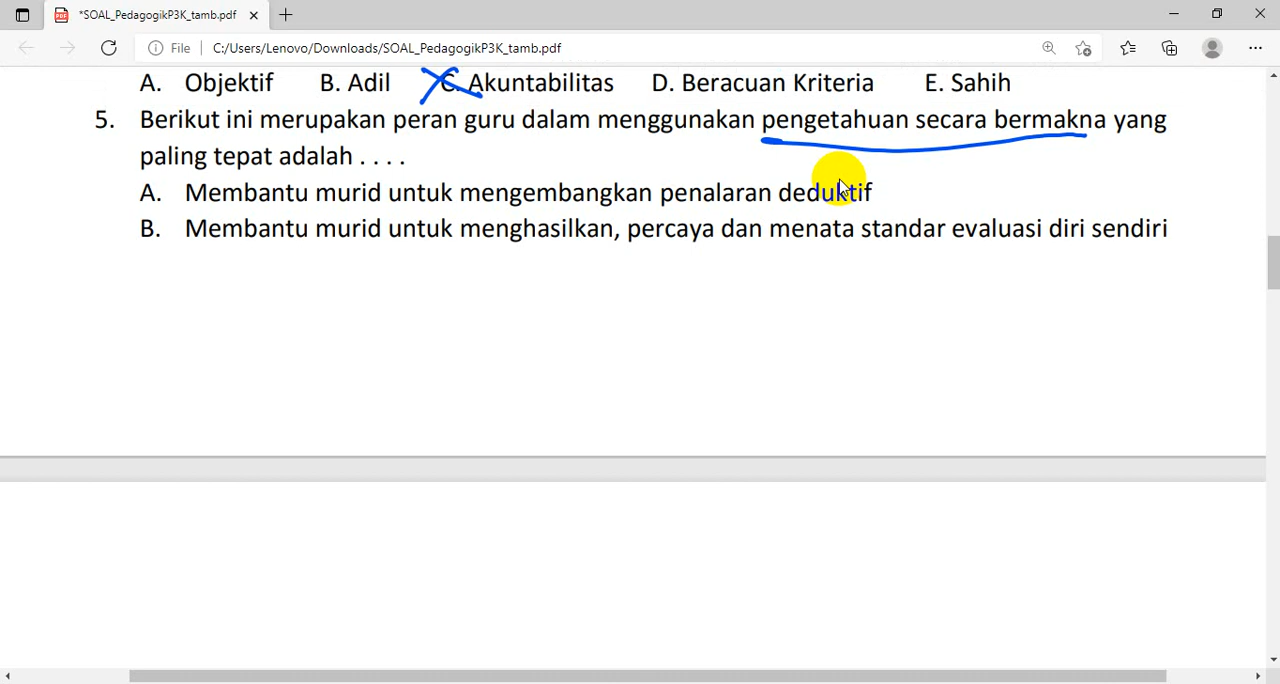 *SOAL_PedagogikP3K_tamb.pdf
File C:/Users/Lenovo/Downloads/SOAL_PedagogikP3K_tamb.pdf
A. Objektif B. Adil C. Akuntabilitas D. Beracuan Kriteria E. Sahih
5. Berikut ini merupakan peran guru dalam menggunakan pengetahuan secara bermakna yang
paling tepat adalah . . . .
A. Membantu murid untuk mengembangkan penalaran deduktif
B. Membantu murid untuk menghasilkan, percaya dan menata standar evaluasi diri sendiri